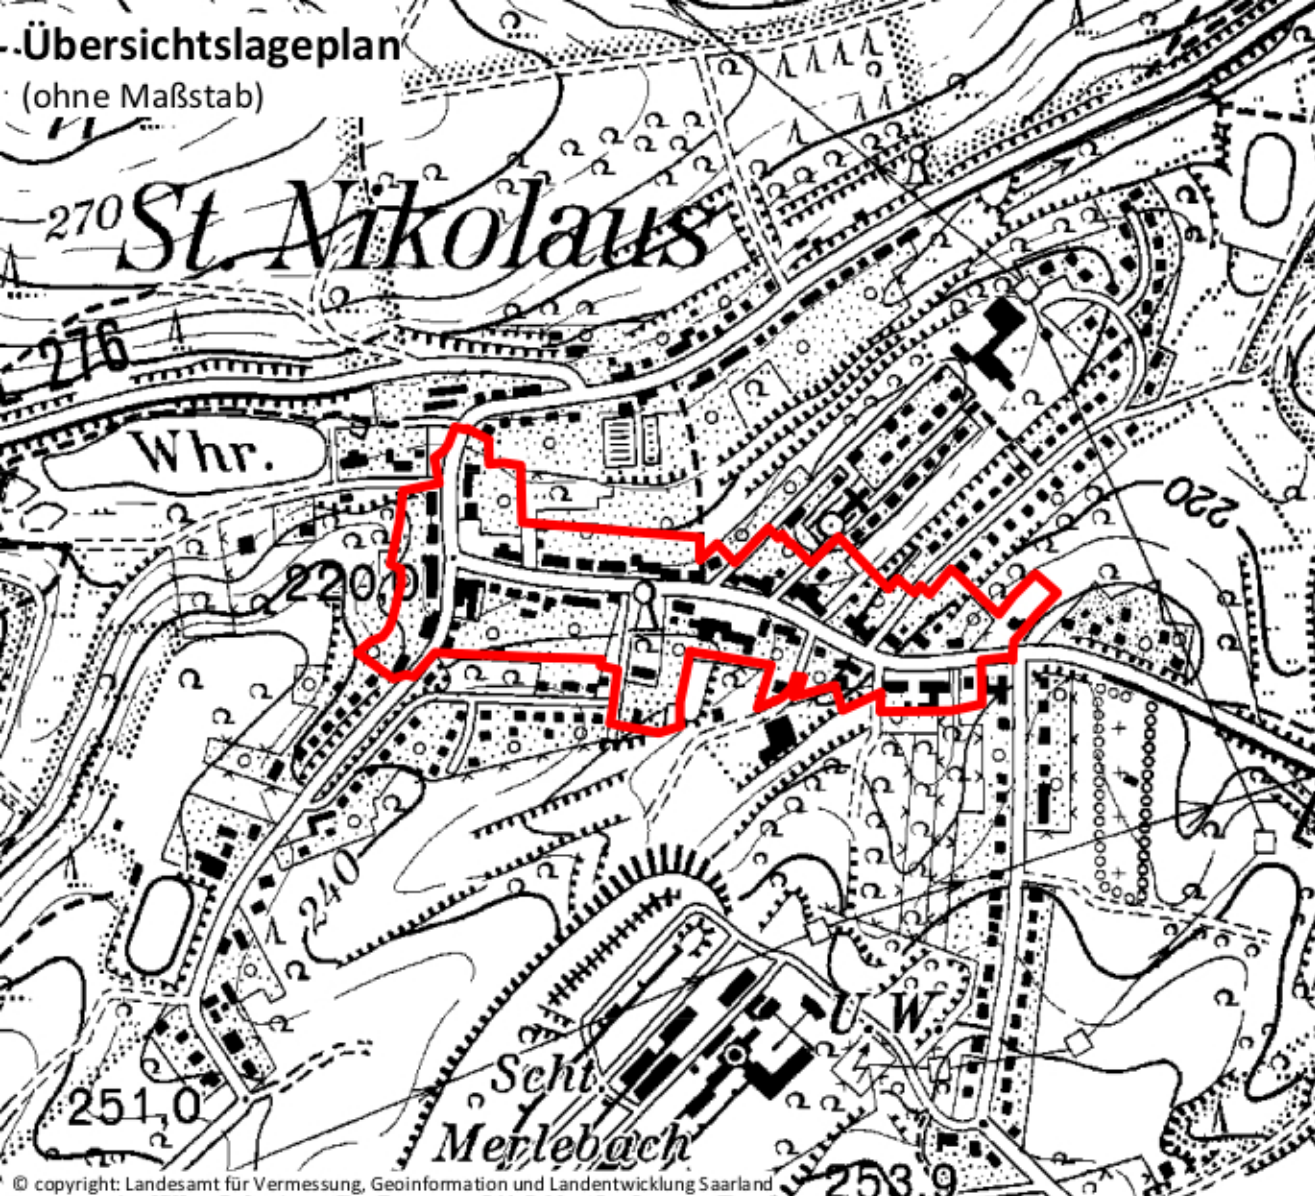 Übersichtslageplan
(ohne Maßstab)
270
St. Nikolaus
276
Whr.
220
220,0
240
U W
Scht.
251,0
Merlebach
253,9
© copyright: Landesamt für Vermessung, Geoinformation und Landentwicklung Saarland